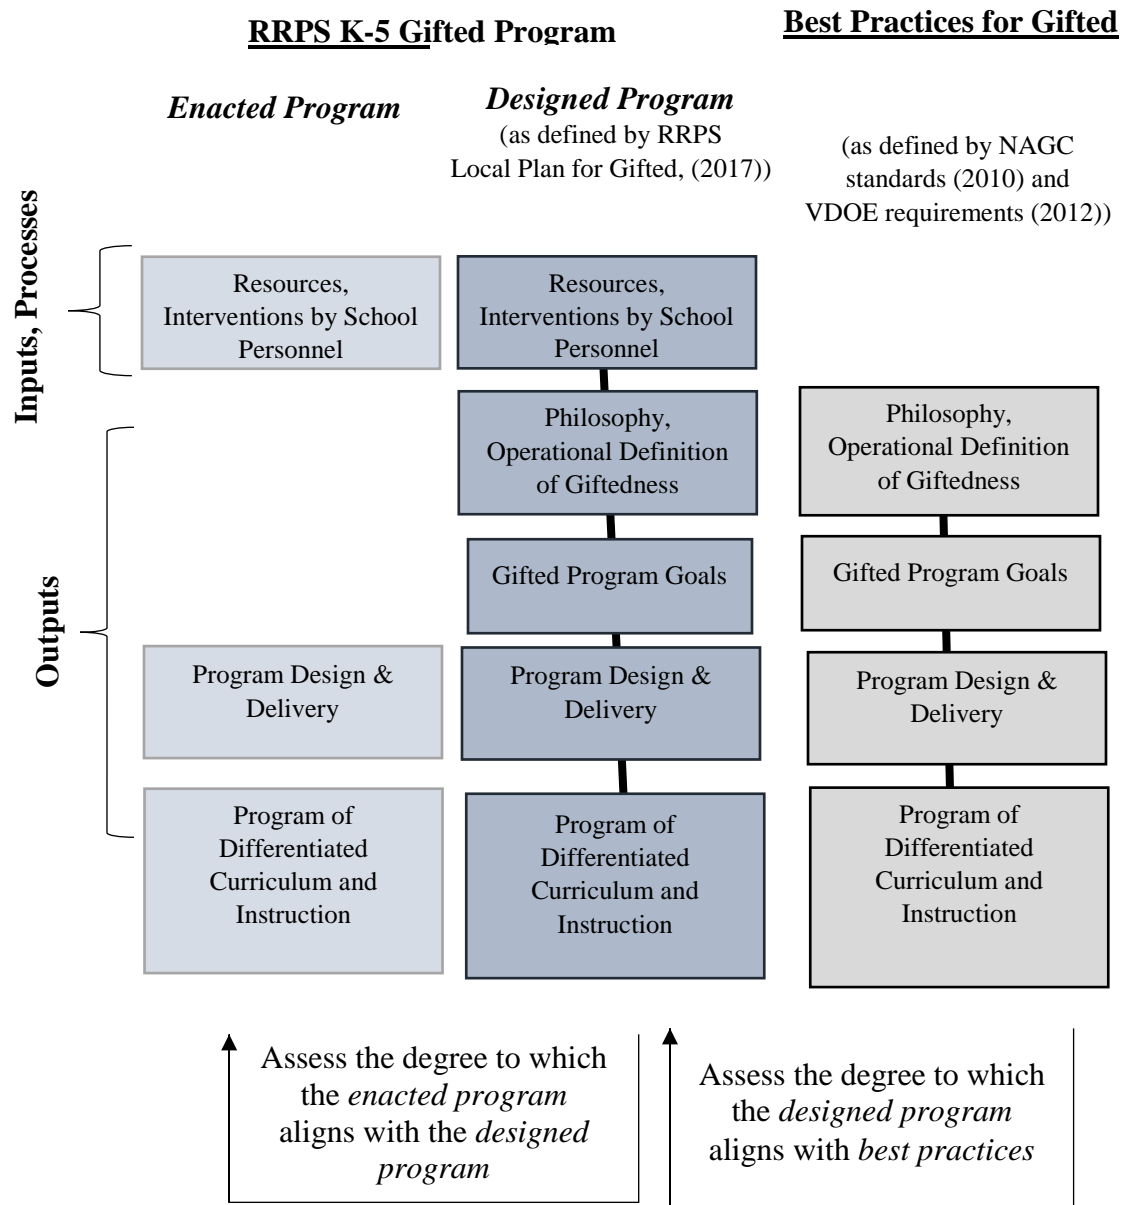 RRPS K-5 Gifted Program
Best Practices for Gifted
Enacted Program
Designed Program
(as defined by RRPS
Local Plan for Gifted, (2017))
(as defined by NAGC
standards (2010) and
VDOE requirements (2012))
Inputs, Processes
Resources,
Interventions by School
Personnel
Resources,
Interventions by School
Personnel
Outputs
Philosophy,
Operational Definition
of Giftedness
Philosophy,
Operational Definition
of Giftedness
Gifted Program Goals
Gifted Program Goals
Program Design &
Delivery
Program Design &
Delivery
Program Design &
Delivery
Program of
Differentiated
Curriculum and
Instruction
Program of
Differentiated
Curriculum and
Instruction
Program of
Differentiated
Curriculum and
Instruction
Assess the degree to which
the enacted program
aligns with the designed
program
Assess the degree to which
the designed program
aligns with best practices